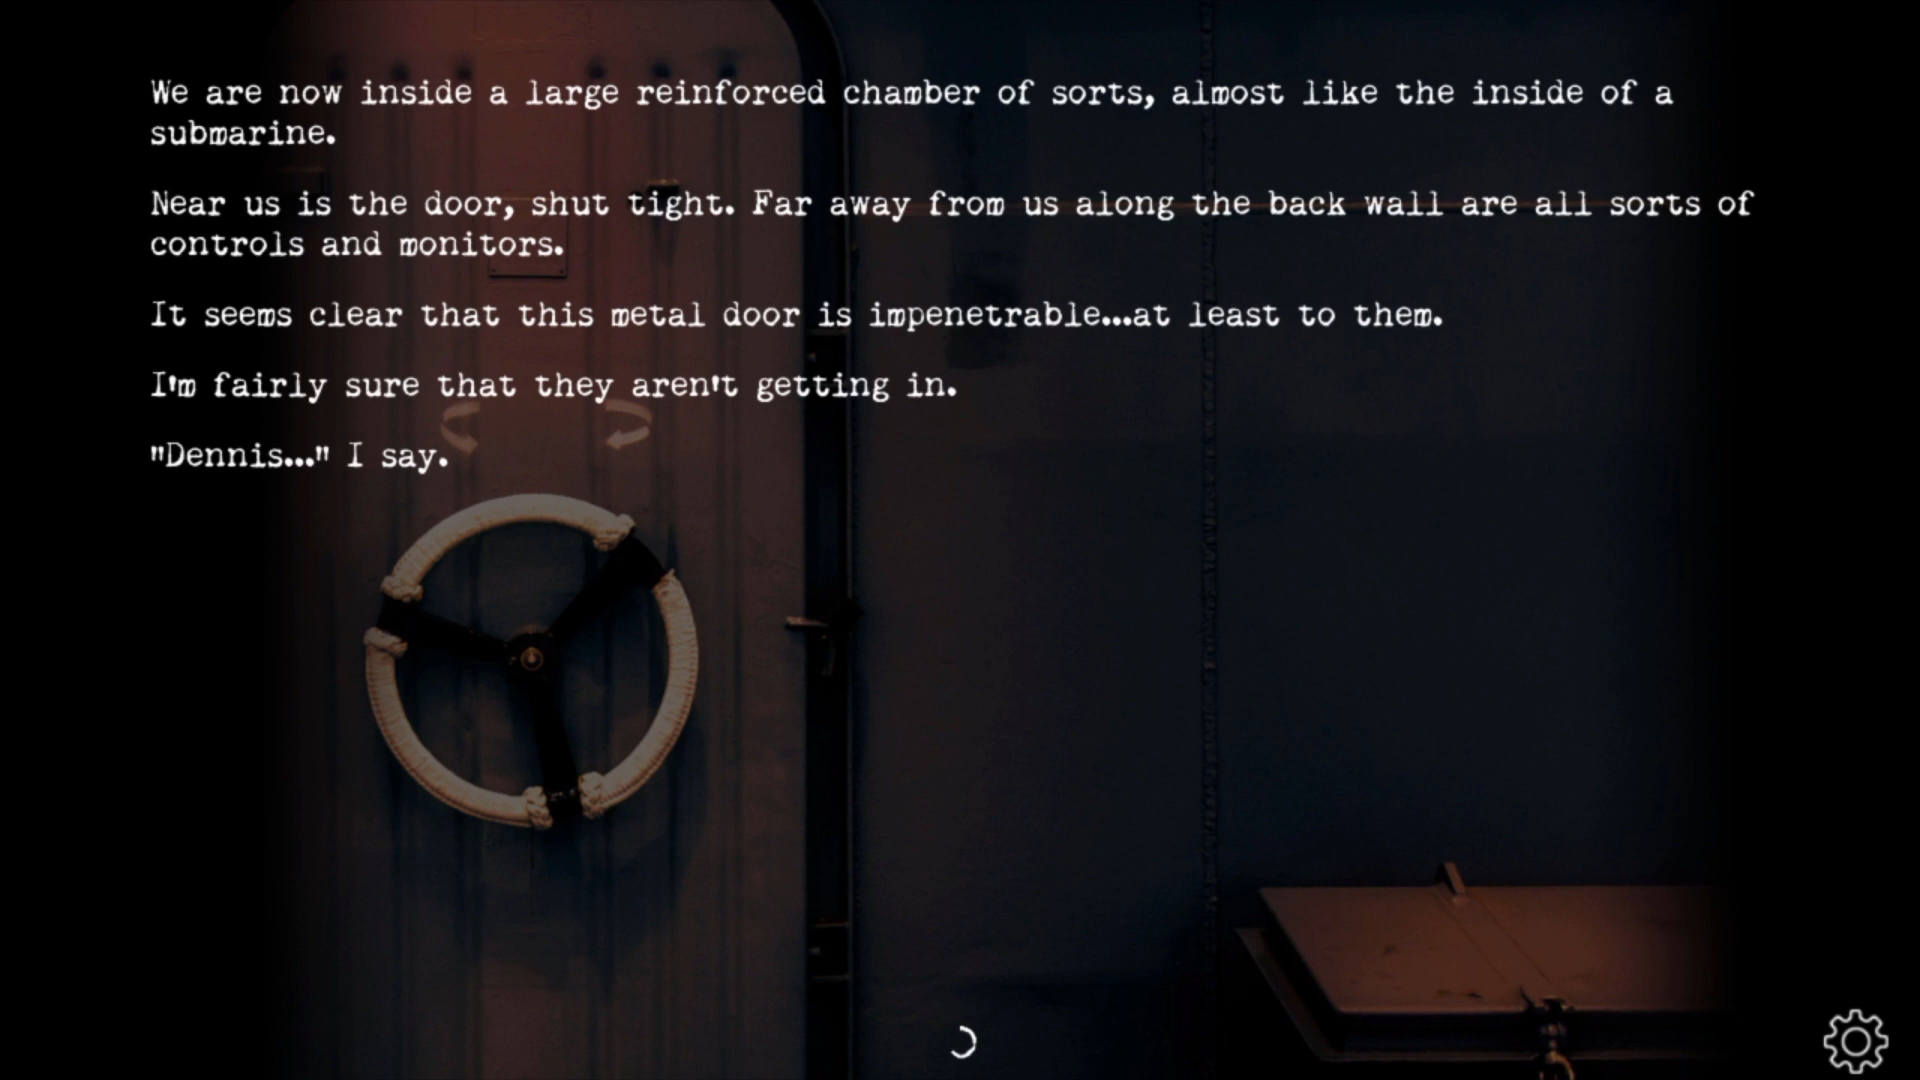 We are now inside a large reinforced chamber of sorts, almost like the inside of a
submarine.
Near us is the door, shut tight. Far away from us along the back wall are all sorts of
controls and monitors.
It seems clear that this metal door is impenetrable...at least to them.
I'm fairly sure that they aren't getting in.
"Dennis..." I say.